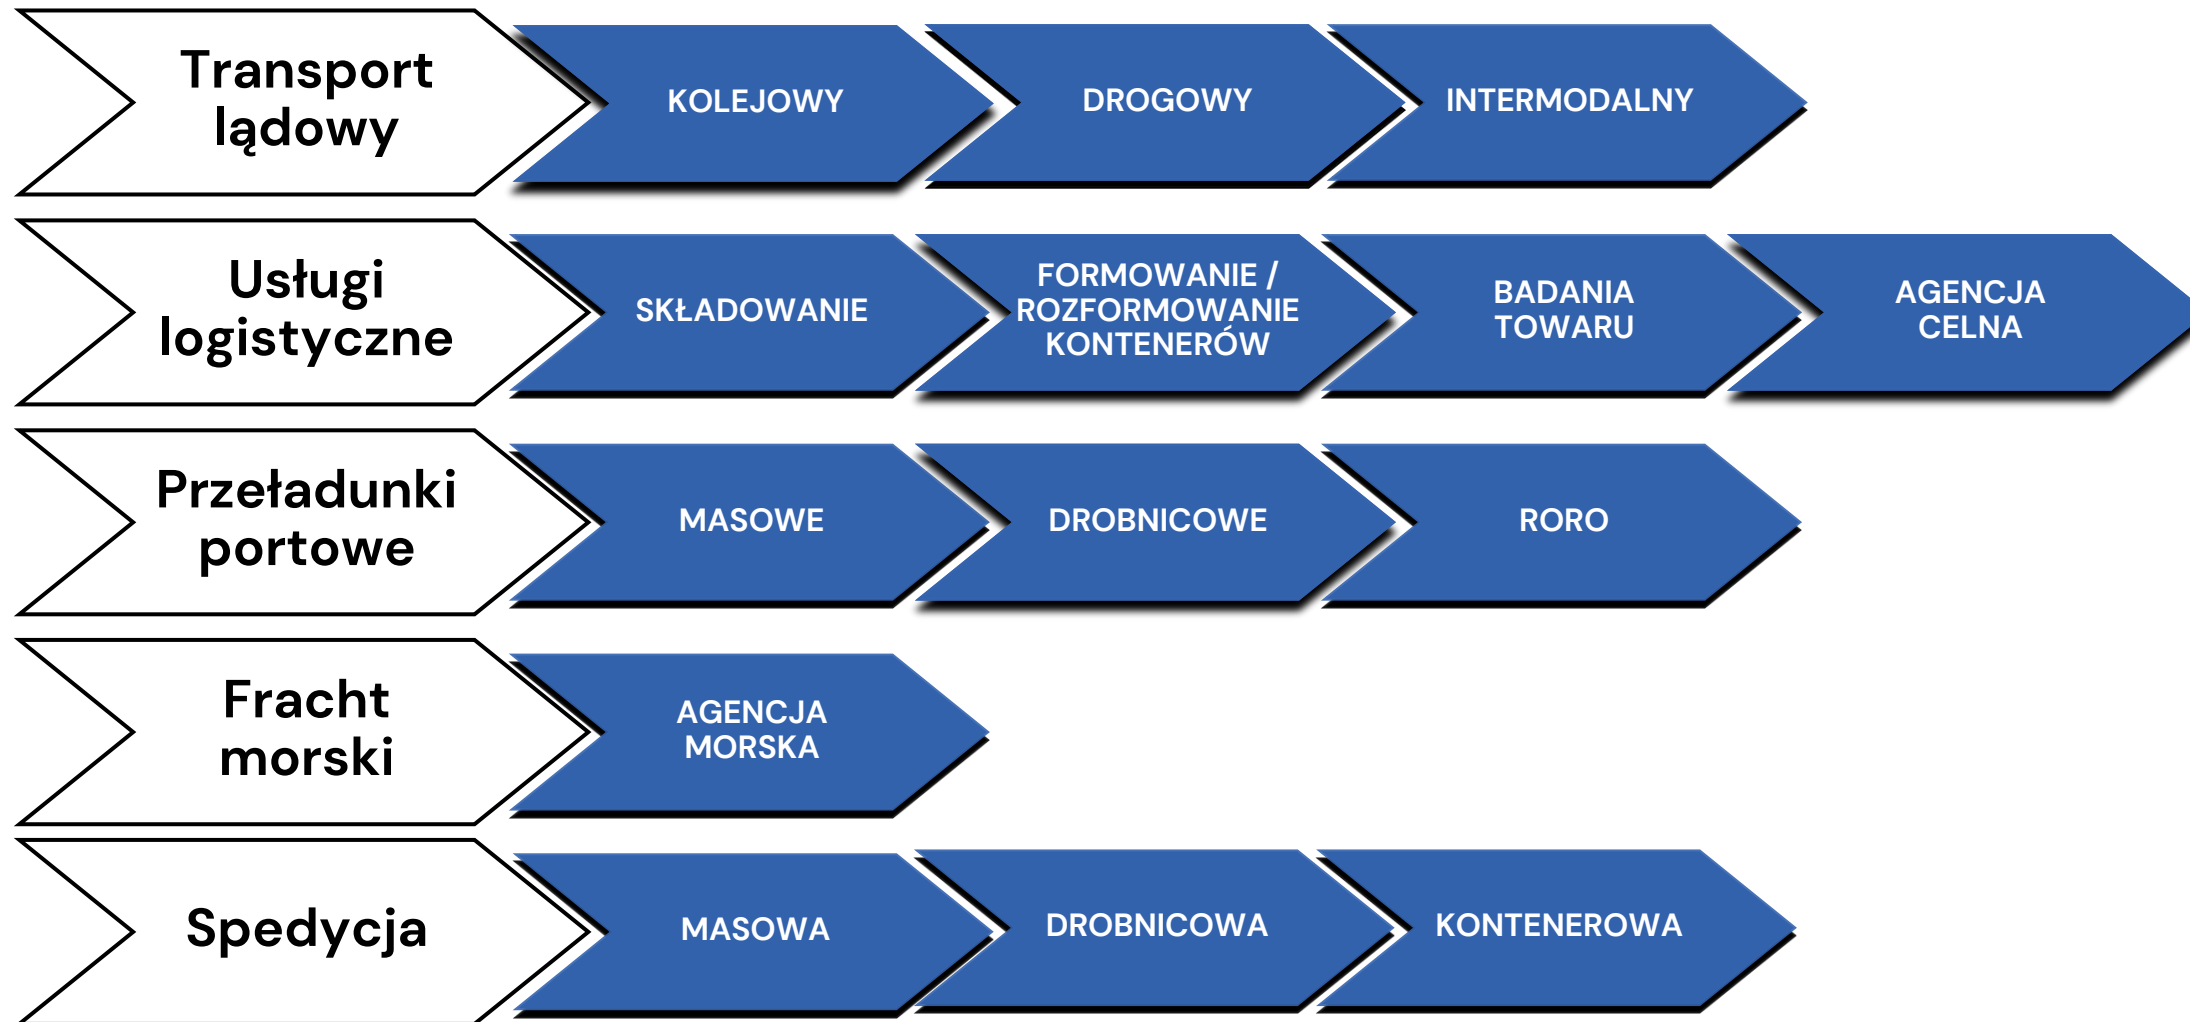 Transport
lądowy
KOLEJOWY
DROGOWY
INTERMODALNY
Usługi
logistyczne
SKŁADOWANIE
FORMOWANIE /
ROZFORMOWANIE
KONTENERÓW
BADANIA
TOWARU
AGENCJA
CELNA
Przeładunki
portowe
MASOWE
DROBNICOWE
RORO
Fracht
morski
AGENCJA
MORSKA
Spedycja
MASOWA
DROBNICOWA
KONTENEROWA